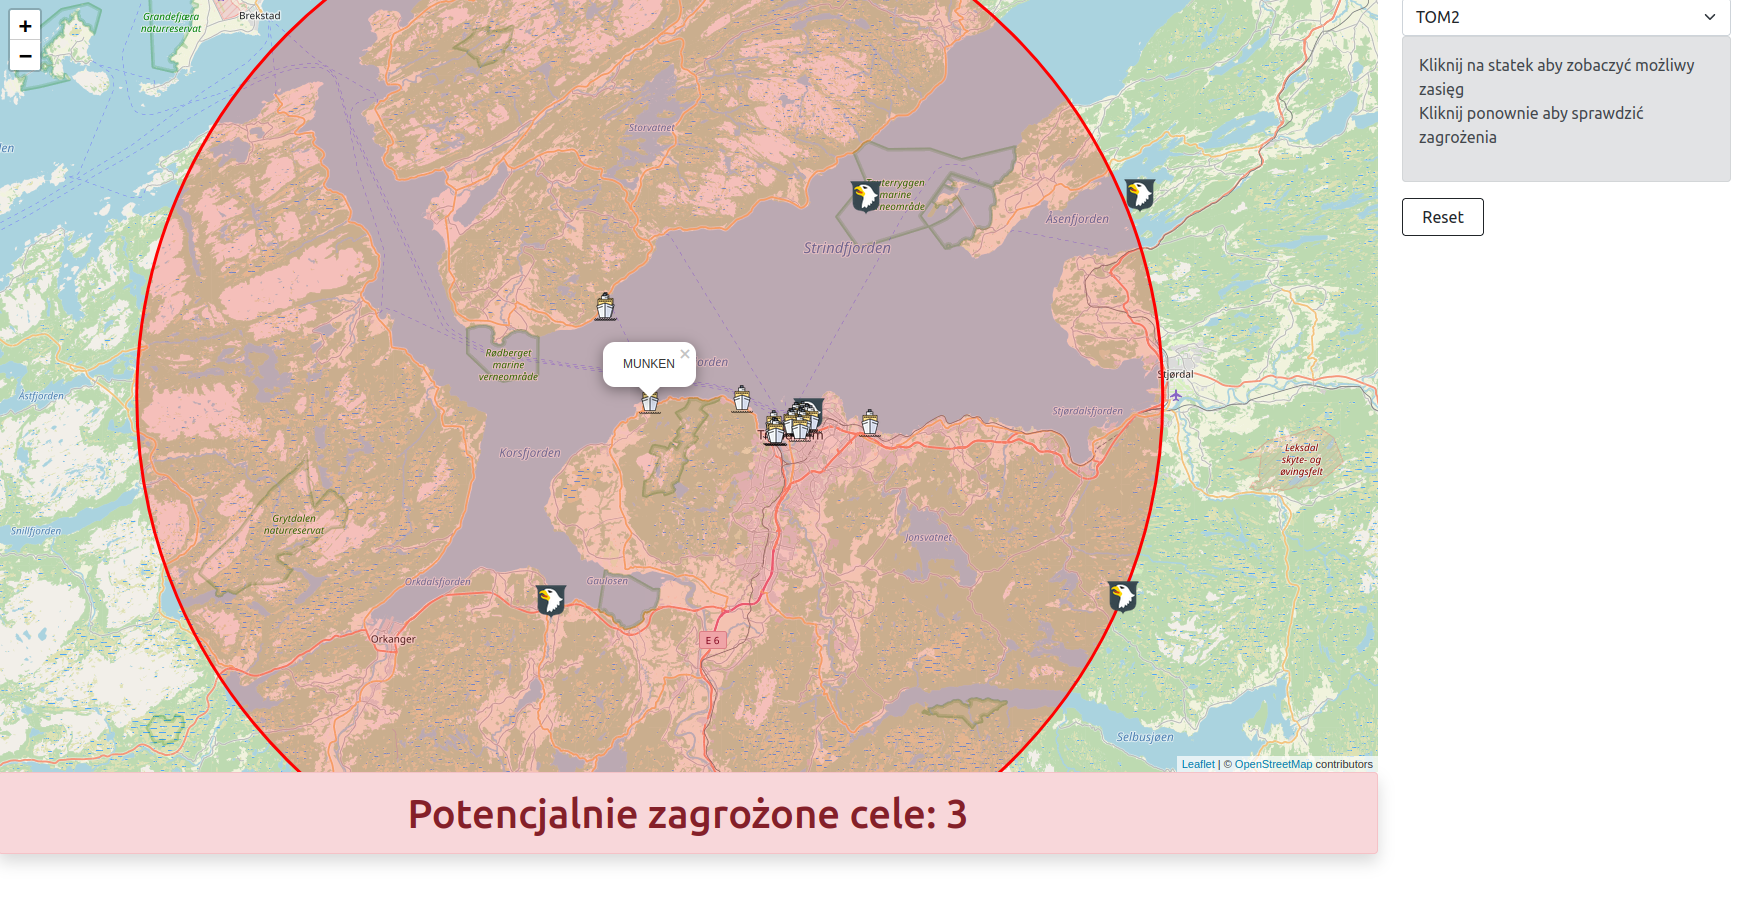 +
−
Grandefjæra
naturreservat
Brekstad
TOM2
Kliknij na statek aby zobaczyć możliwy
zasięg
Kliknij ponownie aby sprawdzić
zagrożenia
Reset
Storvatnet
marine
Åsenfjorden
Strindfjorden
Rødberget
marine
verneområde
MUNKEN
×
Stjørdal
Åstfjorden
Stjørdalsfjorden
Korsfjorden
Leksdal
skyte- og
øvingsfelt
Grytdalen
naturreservat
Snillfjorden
Jonsvatnet
Orkdalsfjorden
Gaulosen
Orkanger
E 6
Selbusjøen
Leaflet | © OpenStreetMap contributors
Potencjalnie zagrożone cele: 3